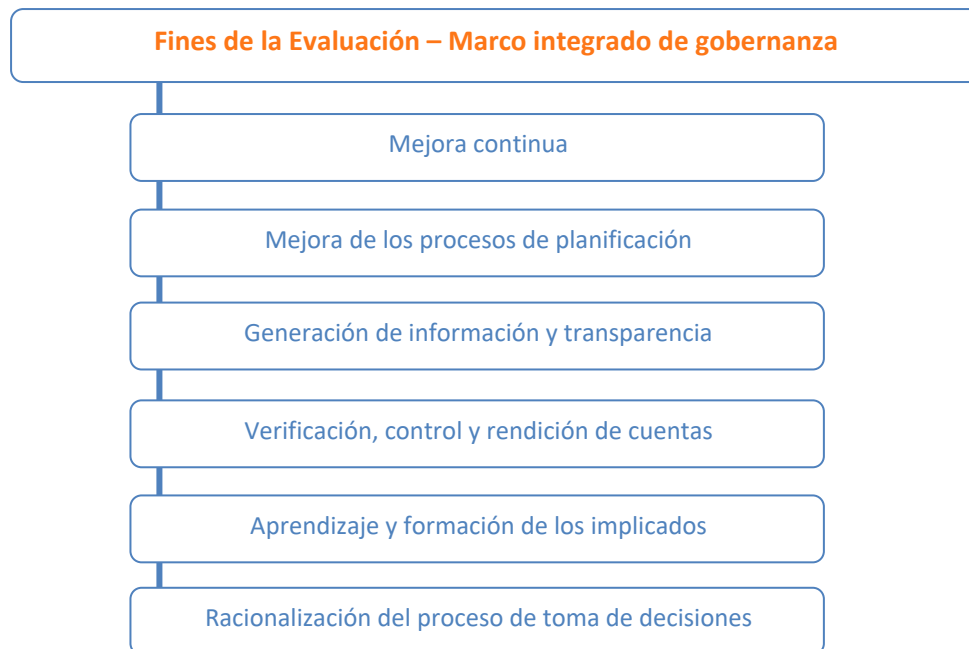 Fines de la Evaluación – Marco integrado de gobernanza
Mejora continua
Mejora de los procesos de planificación
Generación de información y transparencia
Verificación, control y rendición de cuentas
Aprendizaje y formación de los implicados
Racionalización del proceso de toma de decisiones